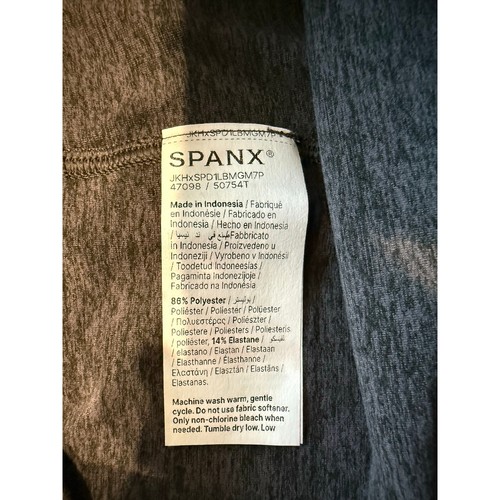 JKHxSPD1LBMGM7P
SPANX®
JKHxSPD1LBMGM7P
47098 / 50754T
Made in Indonesia / Fabriqué
en Indonésie / Fabricado en
Indonesia / Hecho en Indonesia
/ Fabbricato
in Indonesia / Proizvedeno u
Indoneziji / Vyrobeno v Indonésii
/ Toodetud Indoneesias /
Pagaminta Indonezijoje /
Fabricado na Indonésia
86% Polyester / بوليستر /
Poliéster / Poliester / Polüester
/ Πολυεστέρας / Poliészter /
Poliestere / Poliesters / Poliesteris
/ poliéster, 14% Elastane /
/ elastano / Elastan / Elastaan
/ Elasthanne / Élasthanne /
Ελαστάνη / Elasztán / Elastāns /
Elastanas.
Machine wash warm, gentle
cycle. Do not use fabric softener.
Only non-chlorine bleach when
needed. Tumble dry low. Low